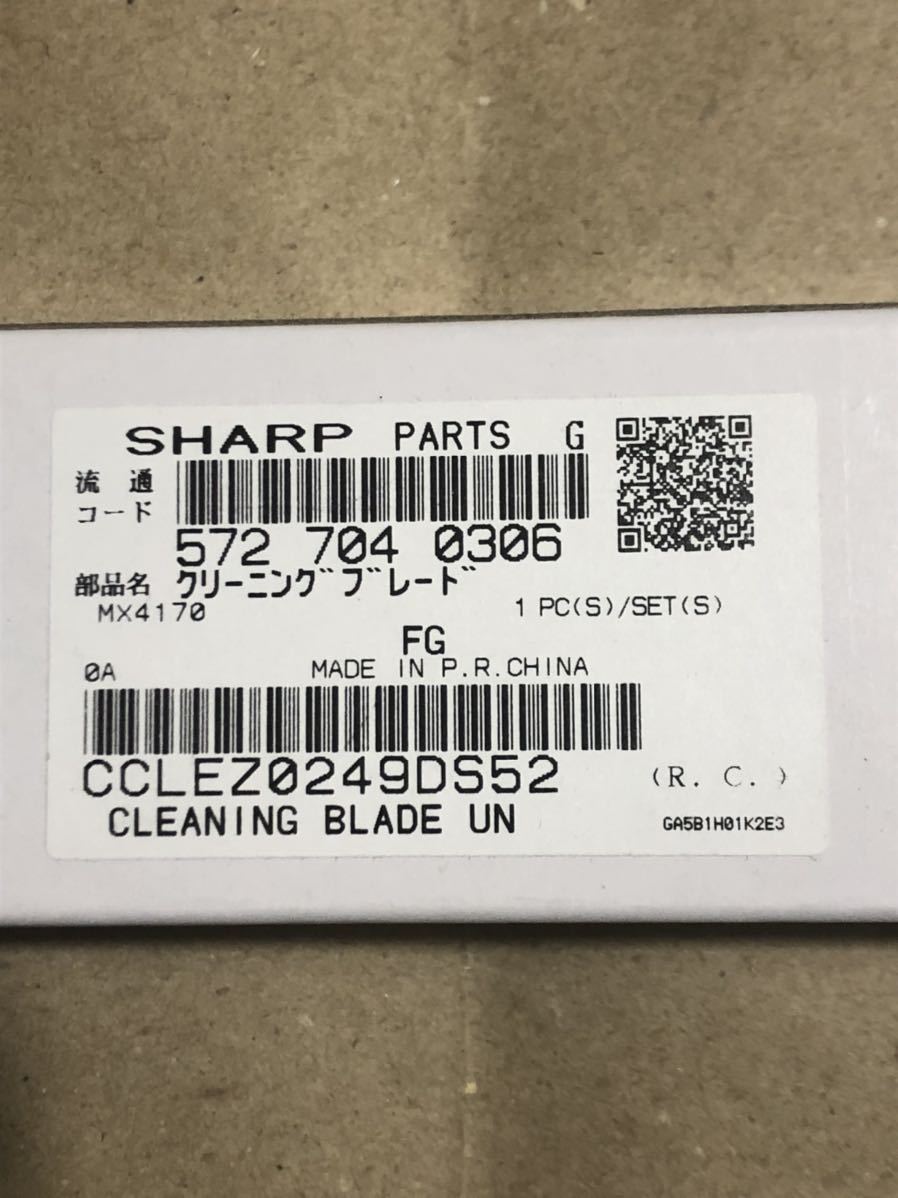 SHARP PARTS G
流通
コード
572 704 0306
部品名 クリーニングブレード
MX4170 1 PC(S)/SET(S)
FG
0A MADE IN P.R.CHINA
CCLEZ0249DS52 (R. C. )
CLEANING BLADE UN GA5B1H01K2E3